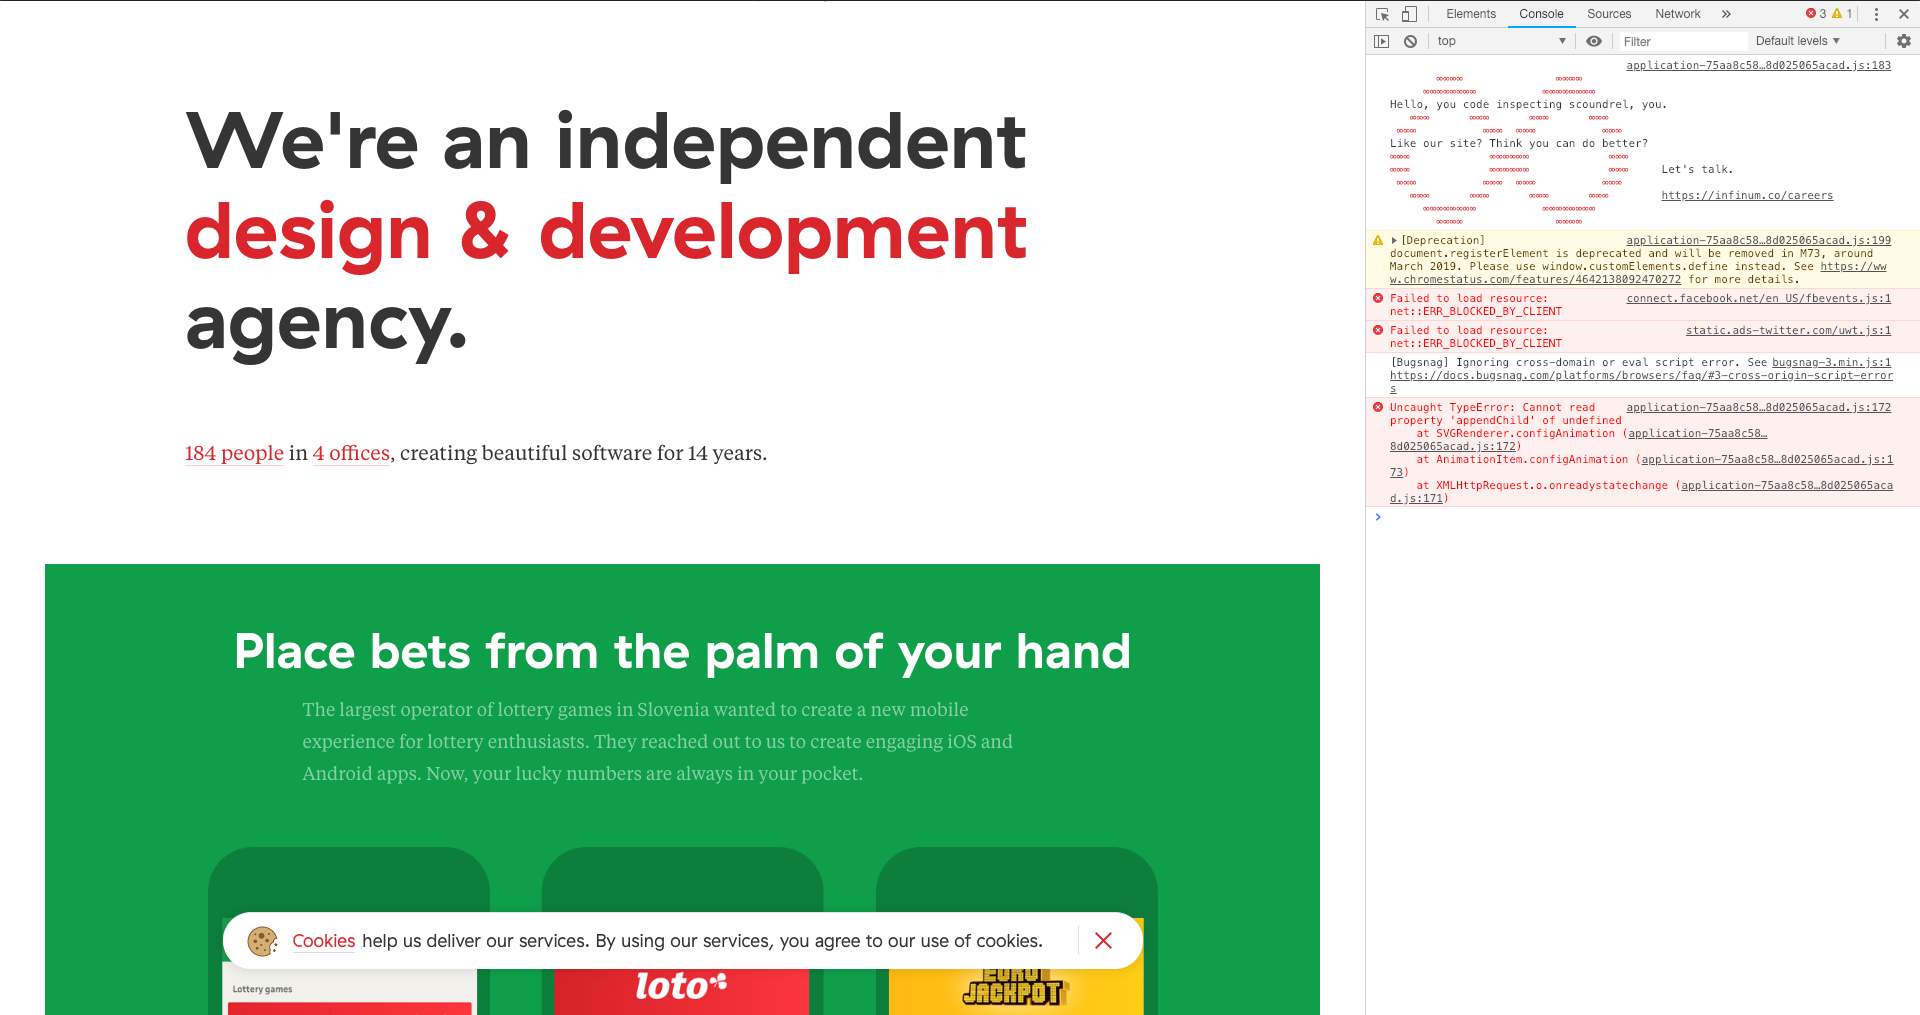 We're an independent
design & development
agency.
184 people in 4 offices, creating beautiful software for 14 years.
Place bets from the palm of your hand
The largest operator of lottery games in Slovenia wanted to create a new mobile
experience for lottery enthusiasts. They reached out to us to create engaging iOS and
Android apps. Now, your lucky numbers are always in your pocket.
Cookies help us deliver our services. By using our services, you agree to our use of cookies.
Lottery games
loto
EURO
JACKPOT
Elements Console Sources Network » 3 1
top Filter Default levels
application-75aa8c58…8d025065acad.js:183
∞∞∞∞ ∞∞∞∞
∞∞∞∞∞∞∞∞ ∞∞∞∞∞∞∞∞
Hello, you code inspecting scoundrel, you.
∞∞∞ ∞∞∞ ∞∞∞ ∞∞∞
∞∞∞ ∞∞∞ ∞∞∞ ∞∞∞
Like our site? Think you can do better?
∞∞∞ ∞∞∞∞∞∞ ∞∞∞
∞∞∞ ∞∞∞∞∞∞ ∞∞∞ Let's talk.
∞∞∞ ∞∞∞ ∞∞∞ ∞∞∞
∞∞∞ ∞∞∞ ∞∞∞ ∞∞∞ https://infinum.co/careers
∞∞∞∞∞∞∞∞ ∞∞∞∞∞∞∞∞
∞∞∞∞ ∞∞∞∞
[Deprecation] application-75aa8c58…8d025065acad.js:199
document.registerElement is deprecated and will be removed in M73, around
March 2019. Please use window.customElements.define instead. See https://ww
w.chromestatus.com/features/4642138092470272 for more details.
Failed to load resource: connect.facebook.net/en_US/fbevents.js:1
net::ERR_BLOCKED_BY_CLIENT
Failed to load resource: static.ads-twitter.com/uwt.js:1
net::ERR_BLOCKED_BY_CLIENT
[Bugsnag] Ignoring cross-domain or eval script error. See bugsnag-3.min.js:1
https://docs.bugsnag.com/platforms/browsers/faq/#3-cross-origin-script-error
s
Uncaught TypeError: Cannot read application-75aa8c58…8d025065acad.js:172
property 'appendChild' of undefined
at SVGRenderer.configAnimation (application-75aa8c58…
8d025065acad.js:172)
at AnimationItem.configAnimation (application-75aa8c58…8d025065acad.js:1
73)
at XMLHttpRequest.o.onreadystatechange (application-75aa8c58…8d025065aca
d.js:171)